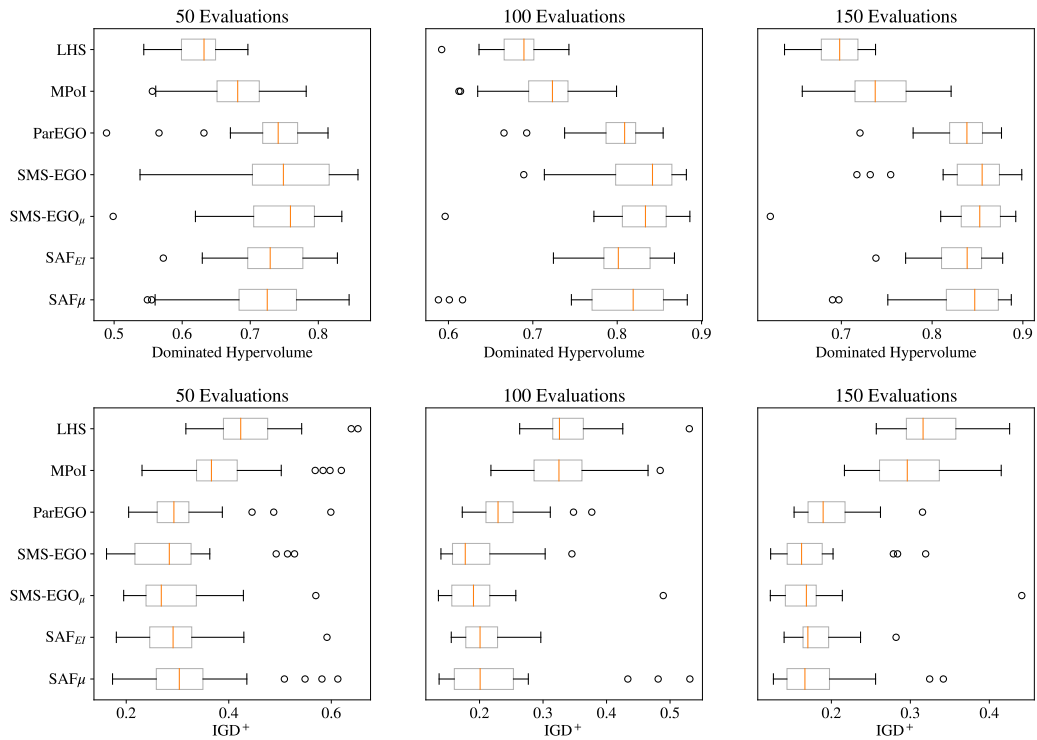 50 Evaluations 100 Evaluations 150 Evaluations
LHS
MPoI
ParEGO
SMS-EGO
SMS-EGOμ
SAFEI
SAFμ
0.5 0.6 0.7 0.8 0.6 0.7 0.8 0.9 0.7 0.8 0.9
Dominated Hypervolume Dominated Hypervolume Dominated Hypervolume
50 Evaluations 100 Evaluations 150 Evaluations
LHS
MPoI
ParEGO
SMS-EGO
SMS-EGOμ
SAFEI
SAFμ
0.2 0.4 0.6 0.2 0.3 0.4 0.5 0.2 0.3 0.4
IGD+ IGD+ IGD+